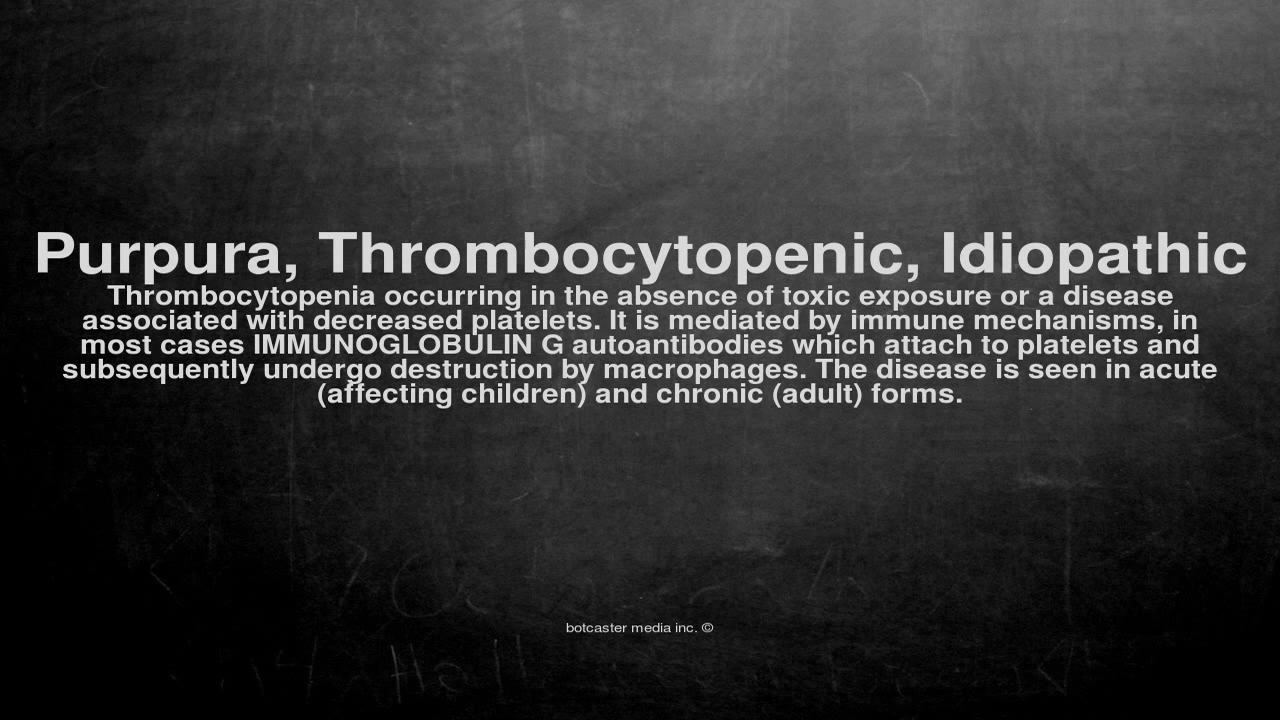 Purpura, Thrombocytopenic, Idiopathic
Thrombocytopenia occurring in the absence of toxic exposure or a disease
associated with decreased platelets. It is mediated by immune mechanisms, in
most cases IMMUNOGLOBULIN G autoantibodies which attach to platelets and
subsequently undergo destruction by macrophages. The disease is seen in acute
(affecting children) and chronic (adult) forms.
botcaster media inc. ©